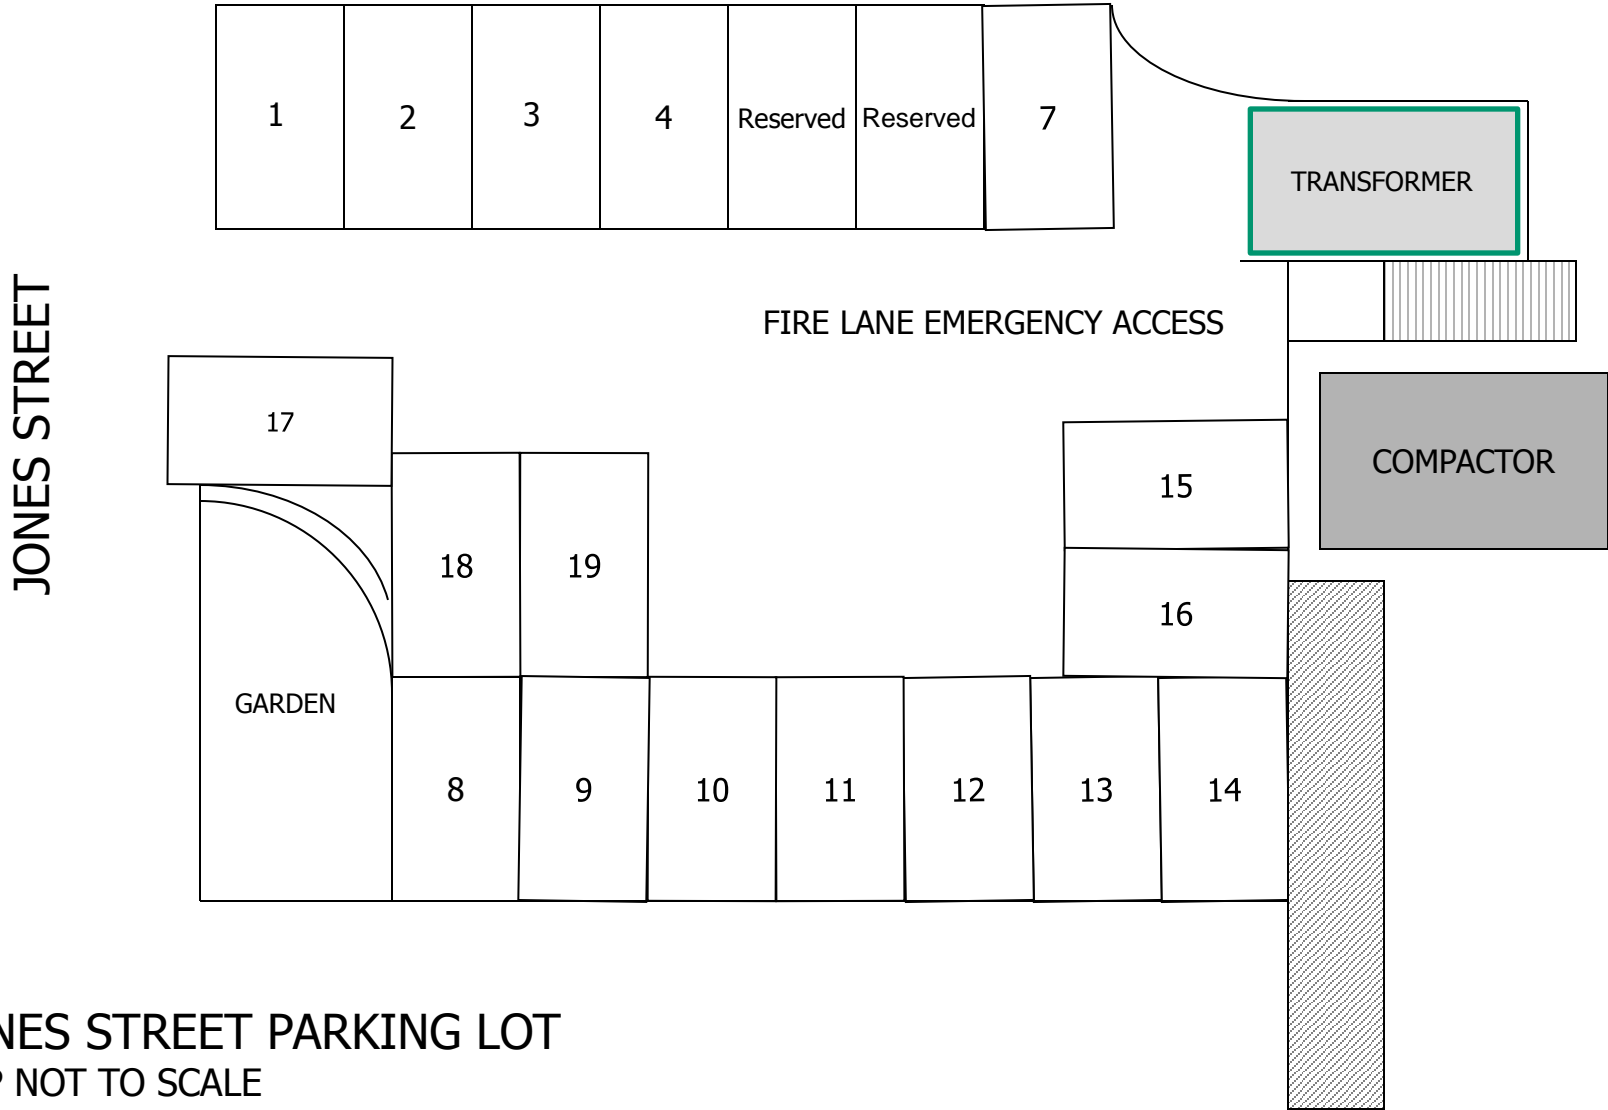 1
2
3
4
Reserved
Reserved
7
TRANSFORMER
FIRE LANE EMERGENCY ACCESS
JONES STREET
17
15
COMPACTOR
18
19
16
GARDEN
8
9
10
11
12
13
14
NES STREET PARKING LOT
NOT TO SCALE